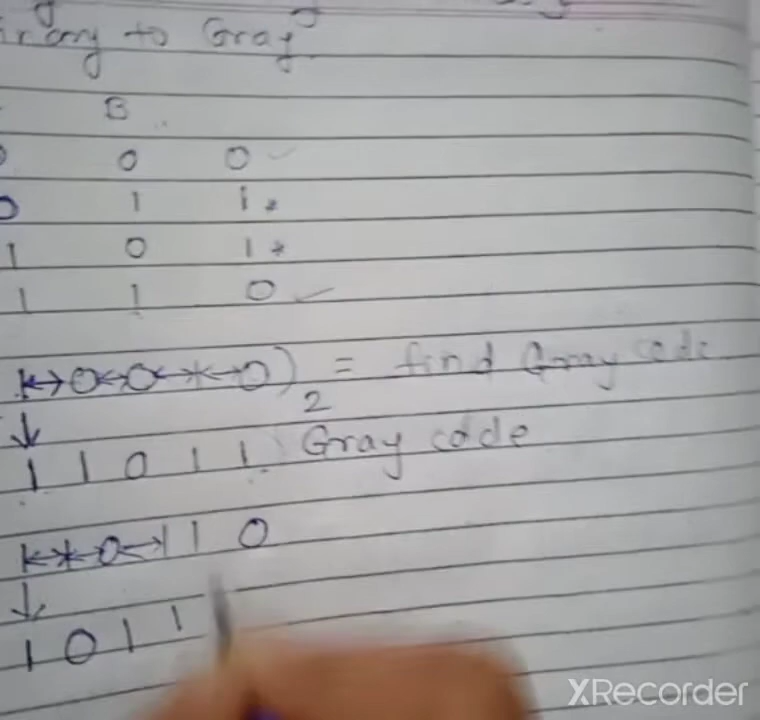 to Gray
B
0 0 0
0 1 1 *
1 0 1 *
1 1 0
1 0 0 1 0)2 = find Gray code
1 1 0 1 1 Gray code
1 1 0 1 1 0
1 0 1 1
XRecorder